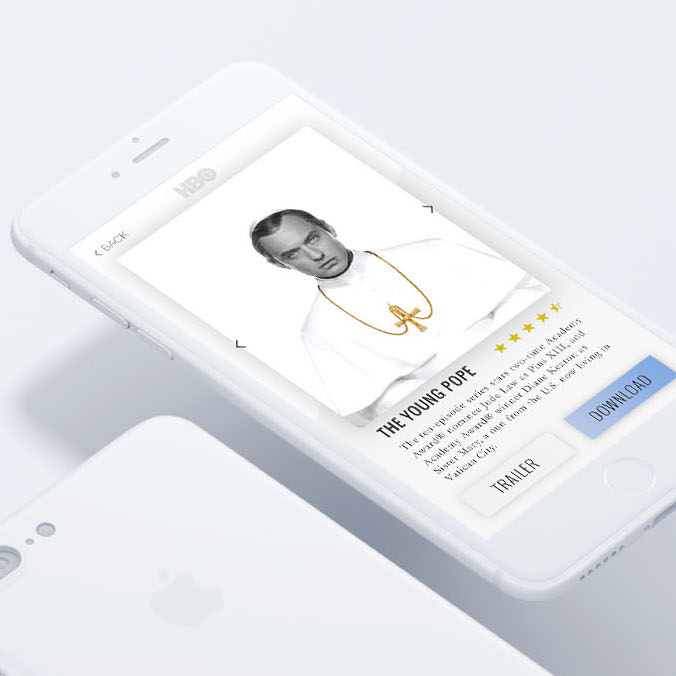 HBO
BACK
THE YOUNG POPE
The ten-episode series stars two-time Academy
Award® nominee Jude Law as Pius XIII, and
Academy Award® winner Diane Keaton as
Sister Mary, a nun from the U.S. now living in
Vatican City.
TRAILER
DOWNLOAD